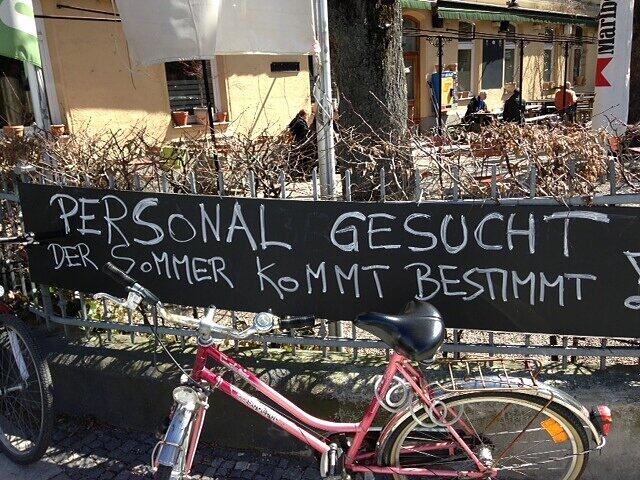 PERSONAL GESUCHT
DER SOMMER KOMMT BESTIMMT